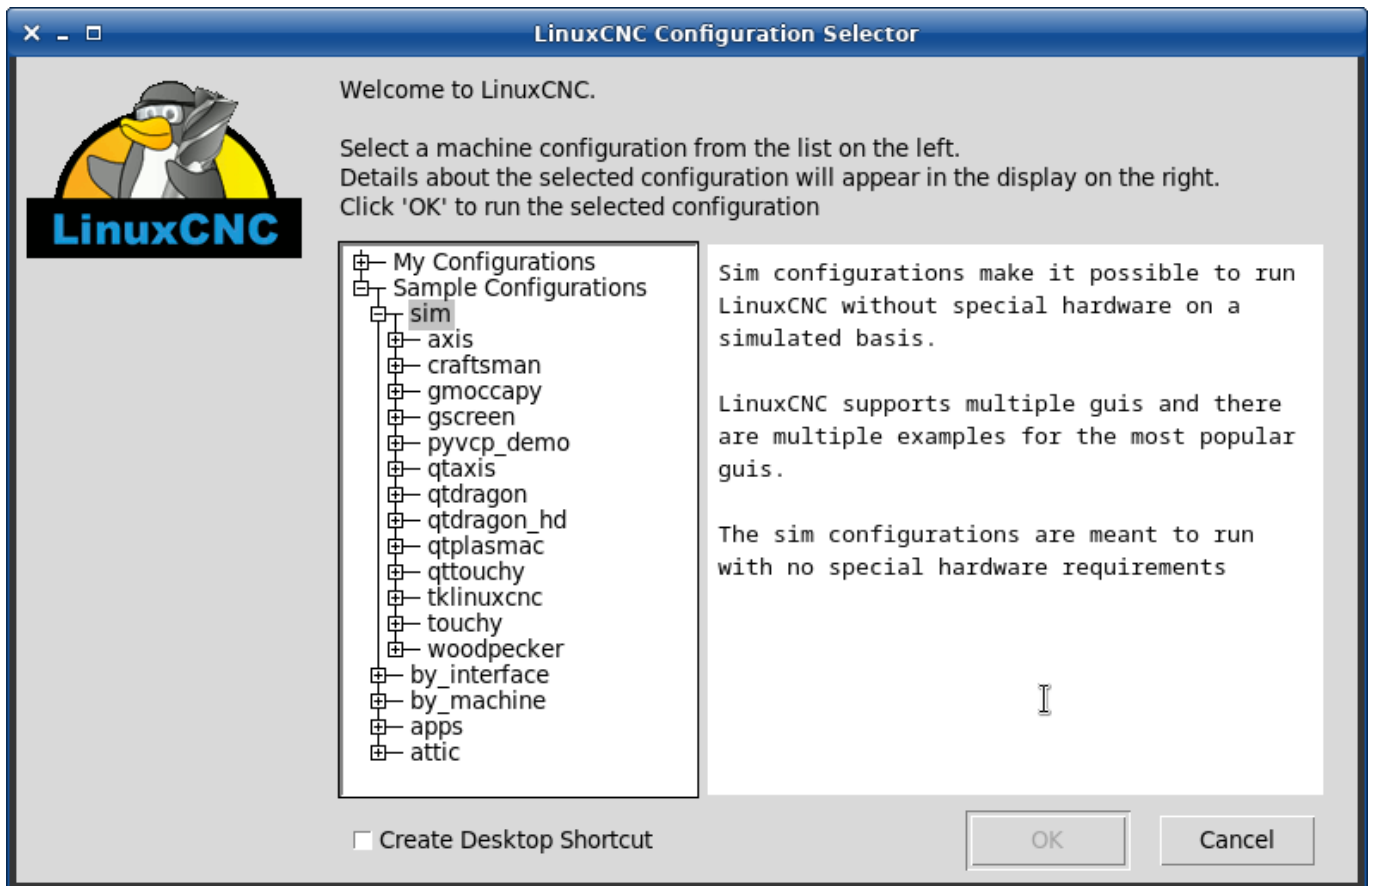 LinuxCNC Configuration Selector
LinuxCNC
Welcome to LinuxCNC.
Select a machine configuration from the list on the left.
Details about the selected configuration will appear in the display on the right.
Click 'OK' to run the selected configuration
My Configurations
Sample Configurations
sim
axis
craftsman
gmoccapy
gscreen
pyvcp_demo
qtaxis
qtdragon
qtdragon_hd
qtplasmac
qttouchy
tklinuxcnc
touchy
woodpecker
by_interface
by_machine
apps
attic
Sim configurations make it possible to run
LinuxCNC without special hardware on a
simulated basis.
LinuxCNC supports multiple guis and there
are multiple examples for the most popular
guis.
The sim configurations are meant to run
with no special hardware requirements
Create Desktop Shortcut
OK
Cancel